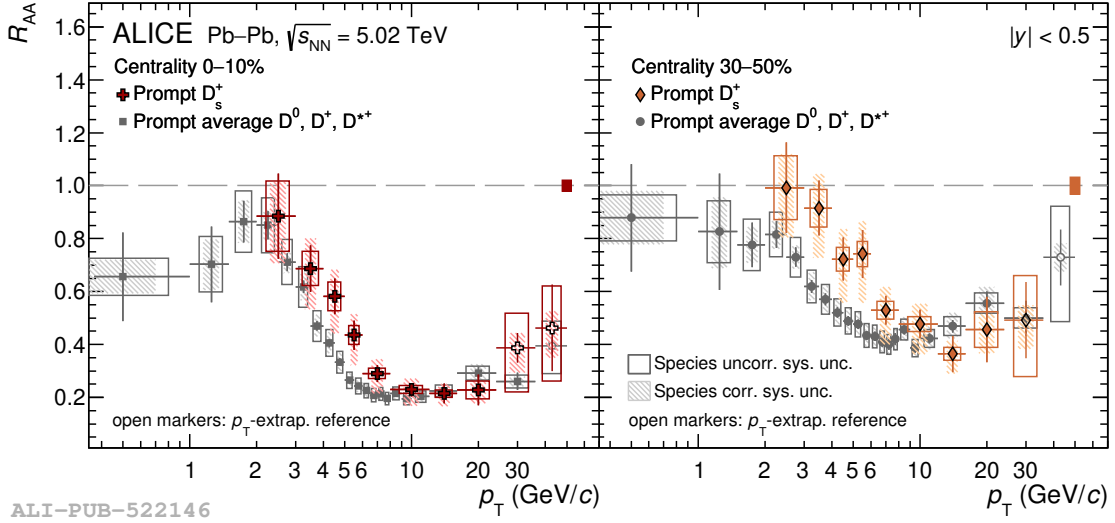 R_AA
1.6
1.4
1.2
1.0
0.8
0.6
0.4
0.2
ALICE Pb–Pb, √s_NN = 5.02 TeV
Centrality 0–10%
Prompt D_s^+
Prompt average D^0, D^+, D*^+
open markers: p_T-extrap. reference
1 2 3 4 5 6 10 20 30
p_T (GeV/c)
|y| < 0.5
Centrality 30–50%
Prompt D_s^+
Prompt average D^0, D^+, D*^+
Species uncorr. sys. unc.
Species corr. sys. unc.
open markers: p_T-extrap. reference
1 2 3 4 5 6 10 20 30
p_T (GeV/c)
ALI-PUB-522146